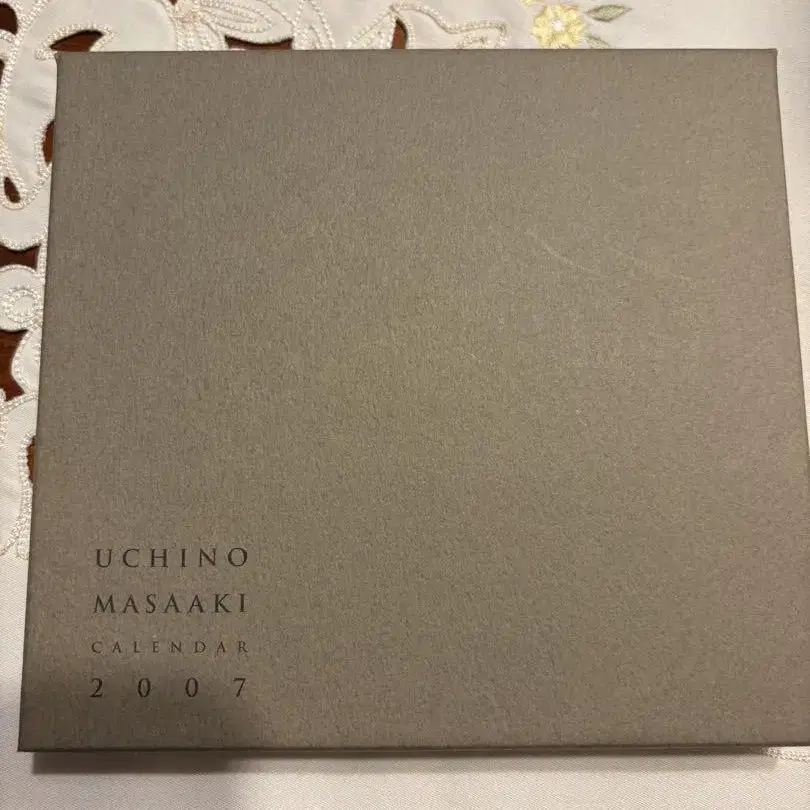 UCHINO
MASAAKI
CALENDAR
2007